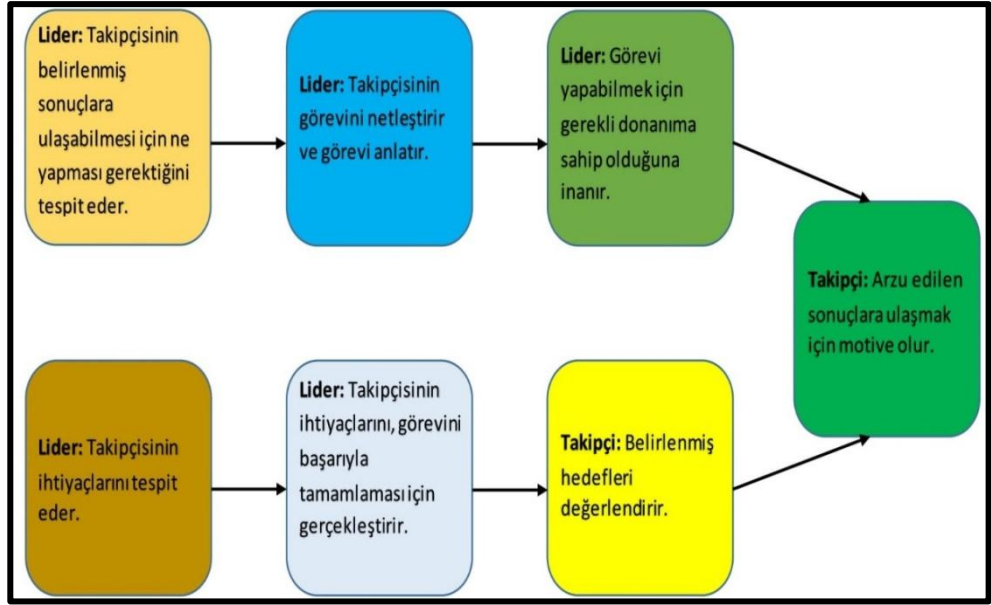 Lider: Takipçisinin
belirlenmiş
sonuçlara
ulaşabilmesi için ne
yapması gerektiğini
tespit eder.
Lider: Takipçisinin
görevini netleştirir
ve görevi anlatır.
Lider: Görevi
yapabilmek için
gerekli donanıma
sahip olduğuna
inanır.
Takipçi: Arzu edilen
sonuçlara ulaşmak
için motive olur.
Lider: Takipçisinin
ihtiyaçlarını tespit
eder.
Lider: Takipçisinin
ihtiyaçlarını, görevini
başarıyla
tamamlaması için
gerçekleştirir.
Takipçi: Belirlenmiş
hedefleri
değerlendirir.